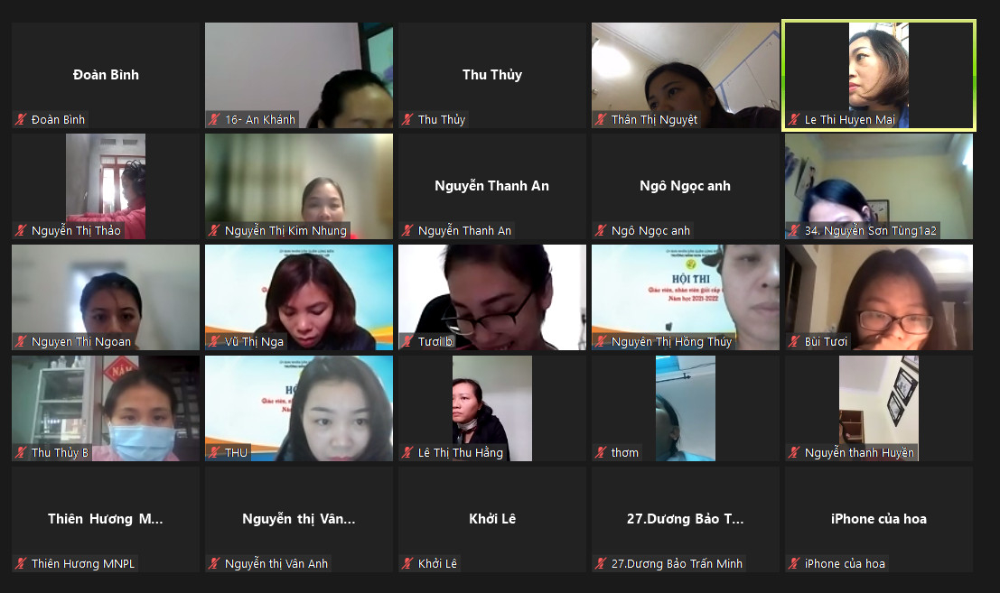 Đoàn Bình
Đoàn Bình
16- An Khánh
Thu Thủy
Thu Thủy
Thân Thị Nguyệt
Le Thi Huyen Mai
Nguyễn Thị Thảo
Nguyễn Thị Kim Nhung
Nguyễn Thanh An
Nguyễn Thanh An
Ngô Ngọc anh
Ngô Ngọc anh
34. Nguyễn Sơn Tùng1a2
Nguyen Thi Ngoan
Vũ Thị Nga
Tươi b
HỘI THI
Giáo viên, nhân viên giỏi cấp
Năm học 2021-2022
Nguyễn Thị Hồng Thúy
Bùi Tươi
NĂM
Thu Thủy B
THU
Lê Thị Thu Hằng
thơm
Nguyễn thanh Huyền
Thiên Hương M...
Thiên Hương MNPL
Nguyễn thị Vân...
Nguyễn thị Vân Anh
Khởi Lê
Khởi Lê
27.Dương Bảo T...
27.Dương Bảo Trấn Minh
iPhone của hoa
iPhone của hoa